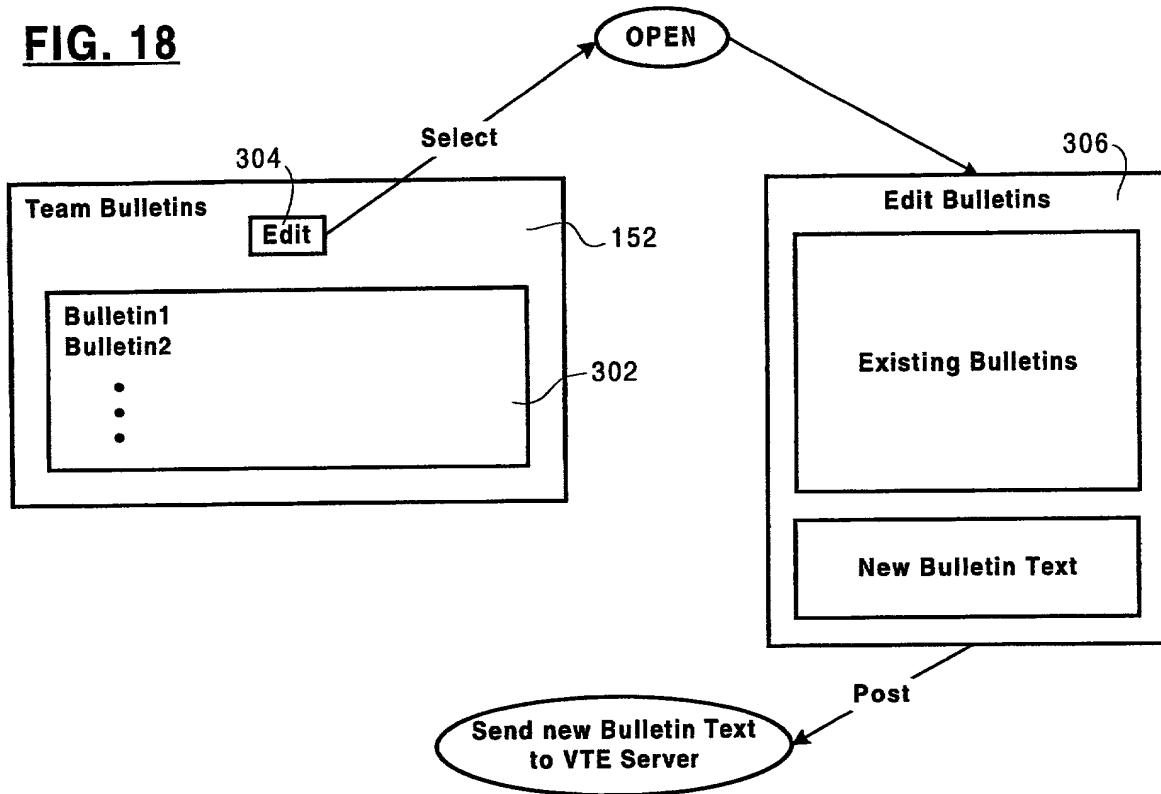 FIG. 18
OPEN
Select
304
306
Team Bulletins
Edit
152
Bulletin1
Bulletin2
302
Edit Bulletins
Existing Bulletins
New Bulletin Text
Post
Send new Bulletin Text
to VTE Server